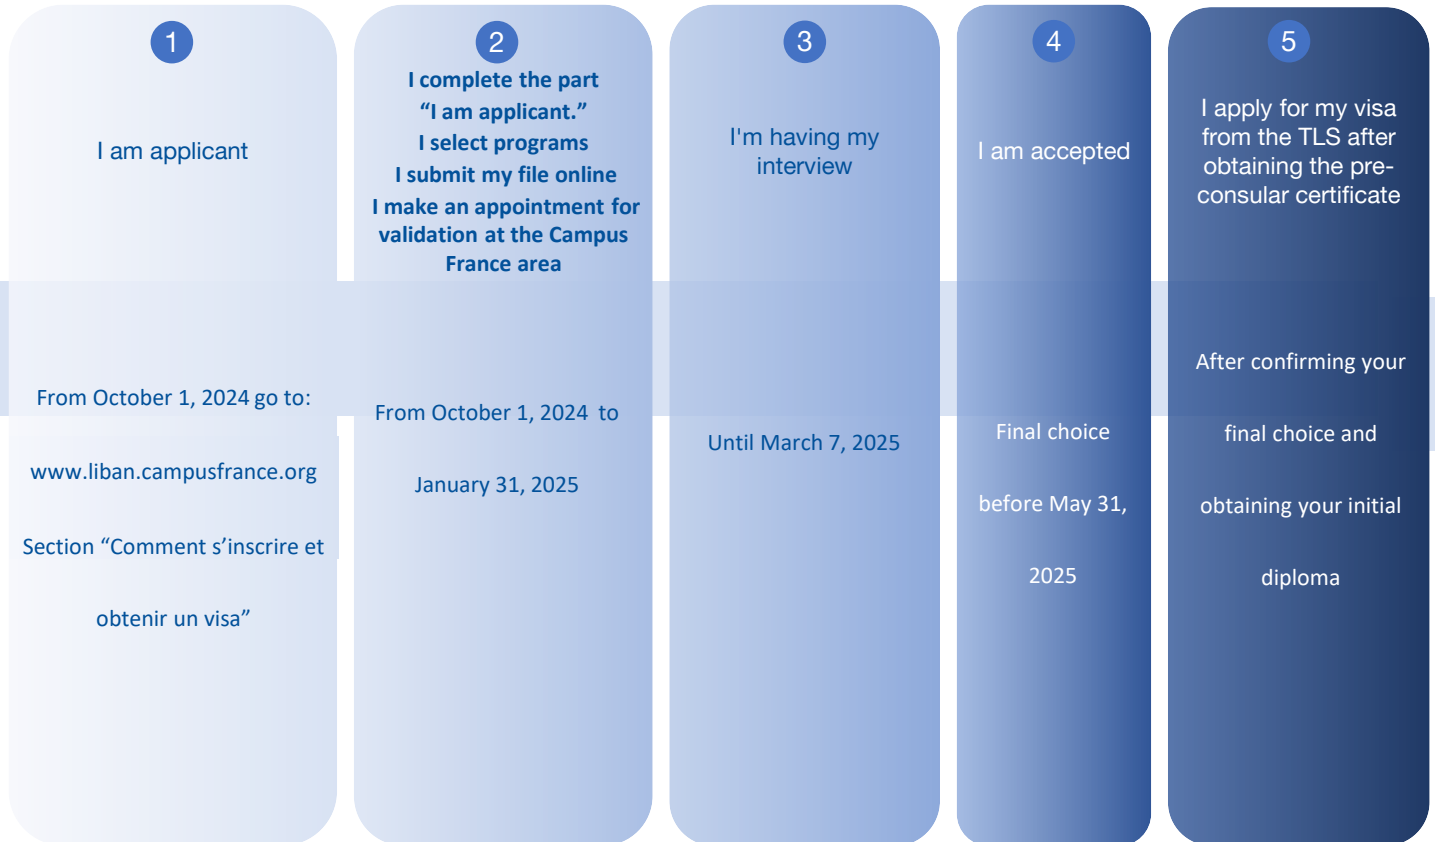 1
I am applicant
From October 1, 2024 go to:
www.liban.campusfrance.org
Section “Comment s’inscrire et
obtenir un visa”
2
I complete the part
“I am applicant.”
I select programs
I submit my file online
I make an appointment for
validation at the Campus
France area
From October 1, 2024 to
January 31, 2025
3
I'm having my
interview
Until March 7, 2025
4
I am accepted
Final choice
before May 31,
2025
5
I apply for my visa
from the TLS after
obtaining the pre-
consular certificate
After confirming your
final choice and
obtaining your initial
diploma